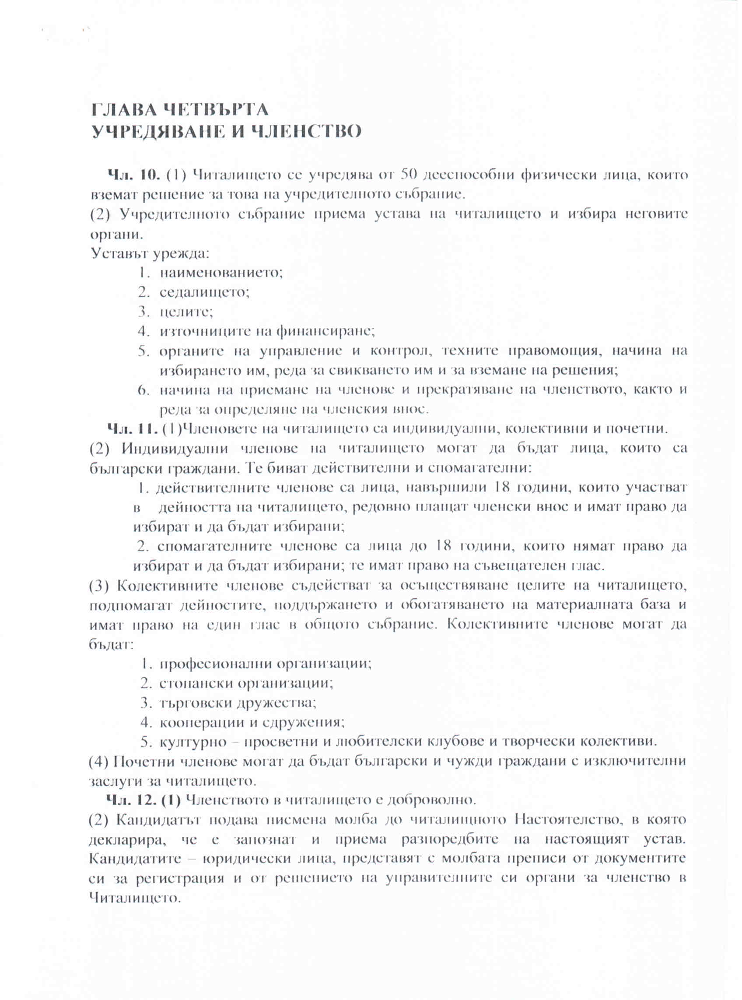 ГЛАВА ЧЕТВЪРТА
УЧРЕДЯВАНЕ И ЧЛЕНСТВО
Чл. 10. (1) Читалището се учредява от 50 дееспособни физически лица, които
вземат решение за това на учредителното събрание.
(2) Учредителното събрание приема устава на читалището и избира неговите
органи.
Уставът урежда:
1. наименованието;
2. седалището;
3. целите;
4. източниците на финансиране;
5. органите на управление и контрол, техните правомощия, начина на
избирането им, реда за свикването им и за вземане на решения;
6. начина на приемане на членове и прекратяване на членството, както и
реда за определяне на членския внос.
Чл. 11. (1)Членовете на читалището са индивидуални, колективни и почетни.
(2) Индивидуални членове на читалището могат да бъдат лица, които са
български граждани. Те биват действителни и спомагателни:
1. действителните членове са лица, навършили 18 години, които участват
в дейността на читалището, редовно плащат членски внос и имат право да
избират и да бъдат избирани;
2. спомагателните членове са лица до 18 години, които нямат право да
избират и да бъдат избирани; те имат право на съвещателен глас.
(3) Колективните членове съдействат за осъществяване целите на читалището,
подпомагат дейностите, поддържането и обогатяването на материалната база и
имат право на един глас в общото събрание. Колективните членове могат да
бъдат:
1. професионални организации;
2. стопански организации;
3. търговски дружества;
4. кооперации и сдружения;
5. културно – просветни и любителски клубове и творчески колективи.
(4) Почетни членове могат да бъдат български и чужди граждани с изключителни
заслуги за читалището.
Чл. 12. (1) Членството в читалището е доброволно.
(2) Кандидатът подава писмена молба до читалищното Настоятелство, в която
декларира, че е запознат и приема разпоредбите на настоящият устав.
Кандидатите – юридически лица, представят с молбата преписи от документите
си за регистрация и от решението на управителните си органи за членство в
Читалището.